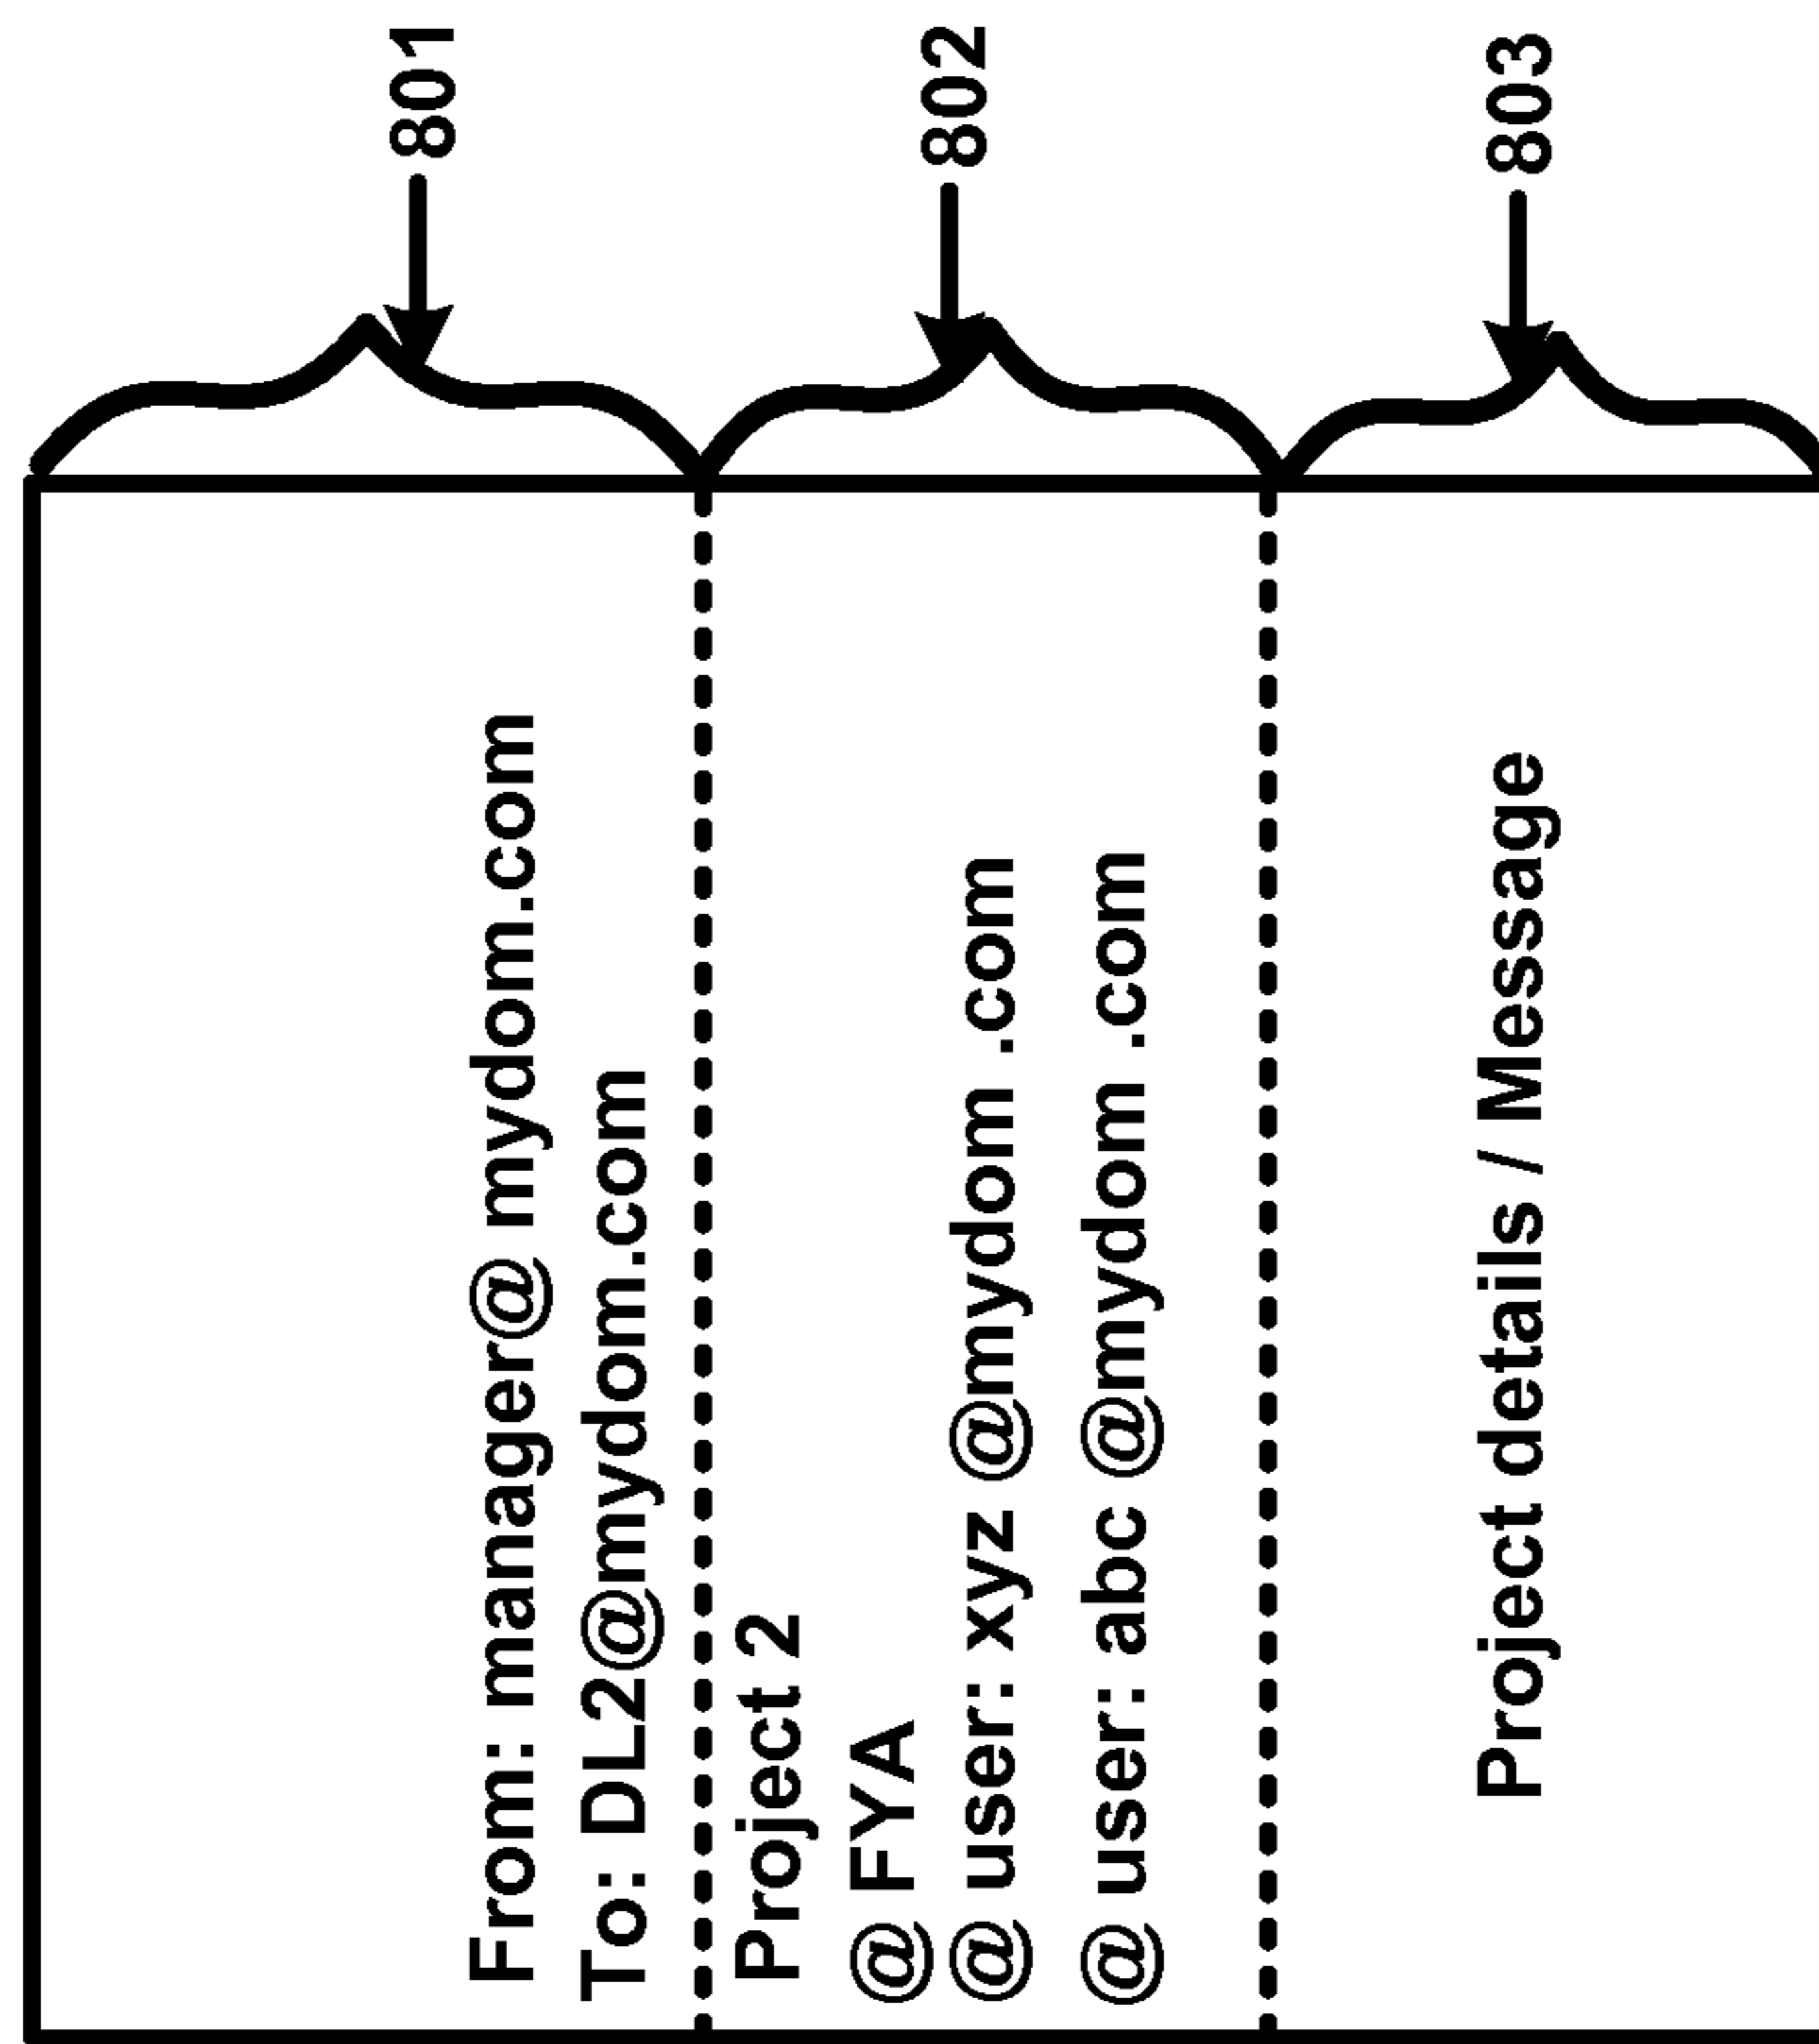 From: manager@ mydom.com
To: DL2@mydom.com
801
Project 2
@ FYA
@ user: xyz @mydom .com
@ user: abc @mydom .com
802
Project details / Message
803